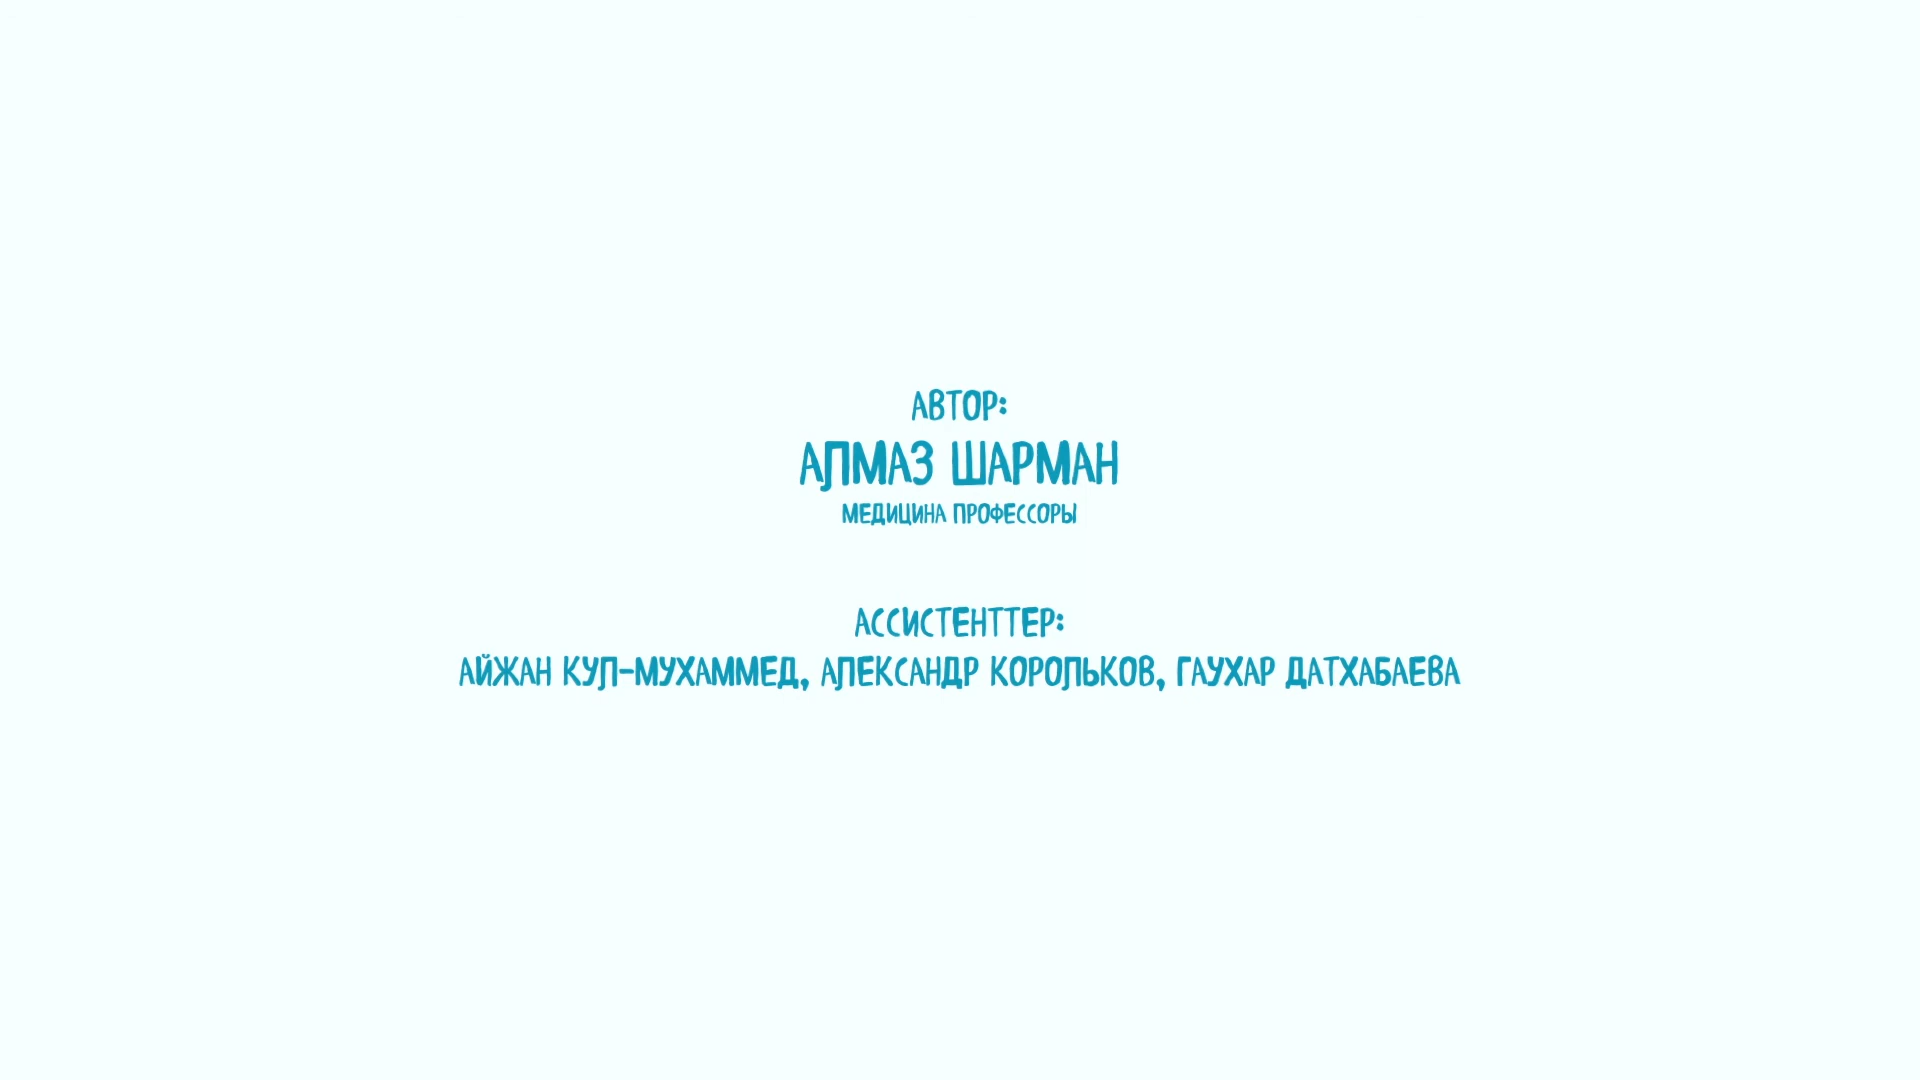 АВТОР:
АЛМАЗ ШАРМАН
МЕДИЦИНА ПРОФЕССОРЫ
АССИСТЕНТТЕР:
АЙЖАН КУЛ-МУХАММЕД, АЛЕКСАНДР КОРОЛЬКОВ, ГАУХАР ДАТХАБАЕВА